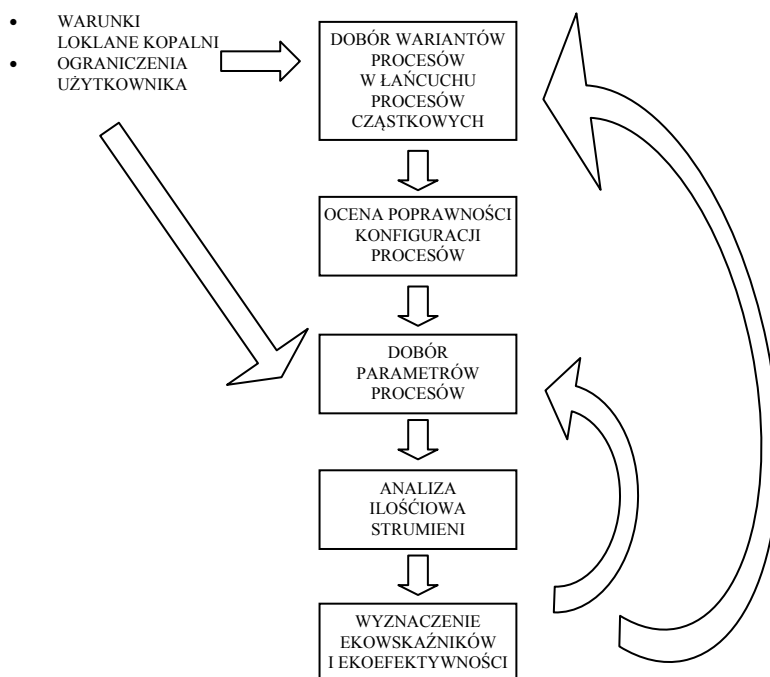 • WARUNKI
LOKLANE KOPALNI
• OGRANICZENIA
UŻYTKOWNIKA
DOBÓR WARIANTÓW
PROCESÓW
W ŁAŃCUCHU
PROCESÓW
CZĄSTKOWYCH
OCENA POPRAWNOŚCI
KONFIGURACJI
PROCESÓW
DOBÓR
PARAMETRÓW
PROCESÓW
ANALIZA
ILOŚĆIOWA
STRUMIENI
WYZNACZENIE
EKOWSKAŹNIKÓW
I EKOEFEKTYWNOŚCI